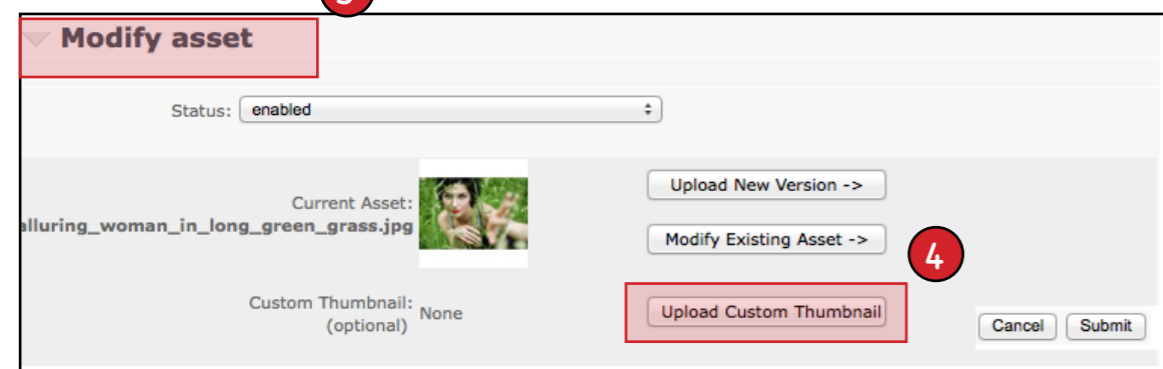 Modify asset
Status: enabled
Current Asset:
alluring_woman_in_long_green_grass.jpg
Upload New Version ->
Modify Existing Asset ->
4
Custom Thumbnail:
(optional)
None
Upload Custom Thumbnail
Cancel
Submit